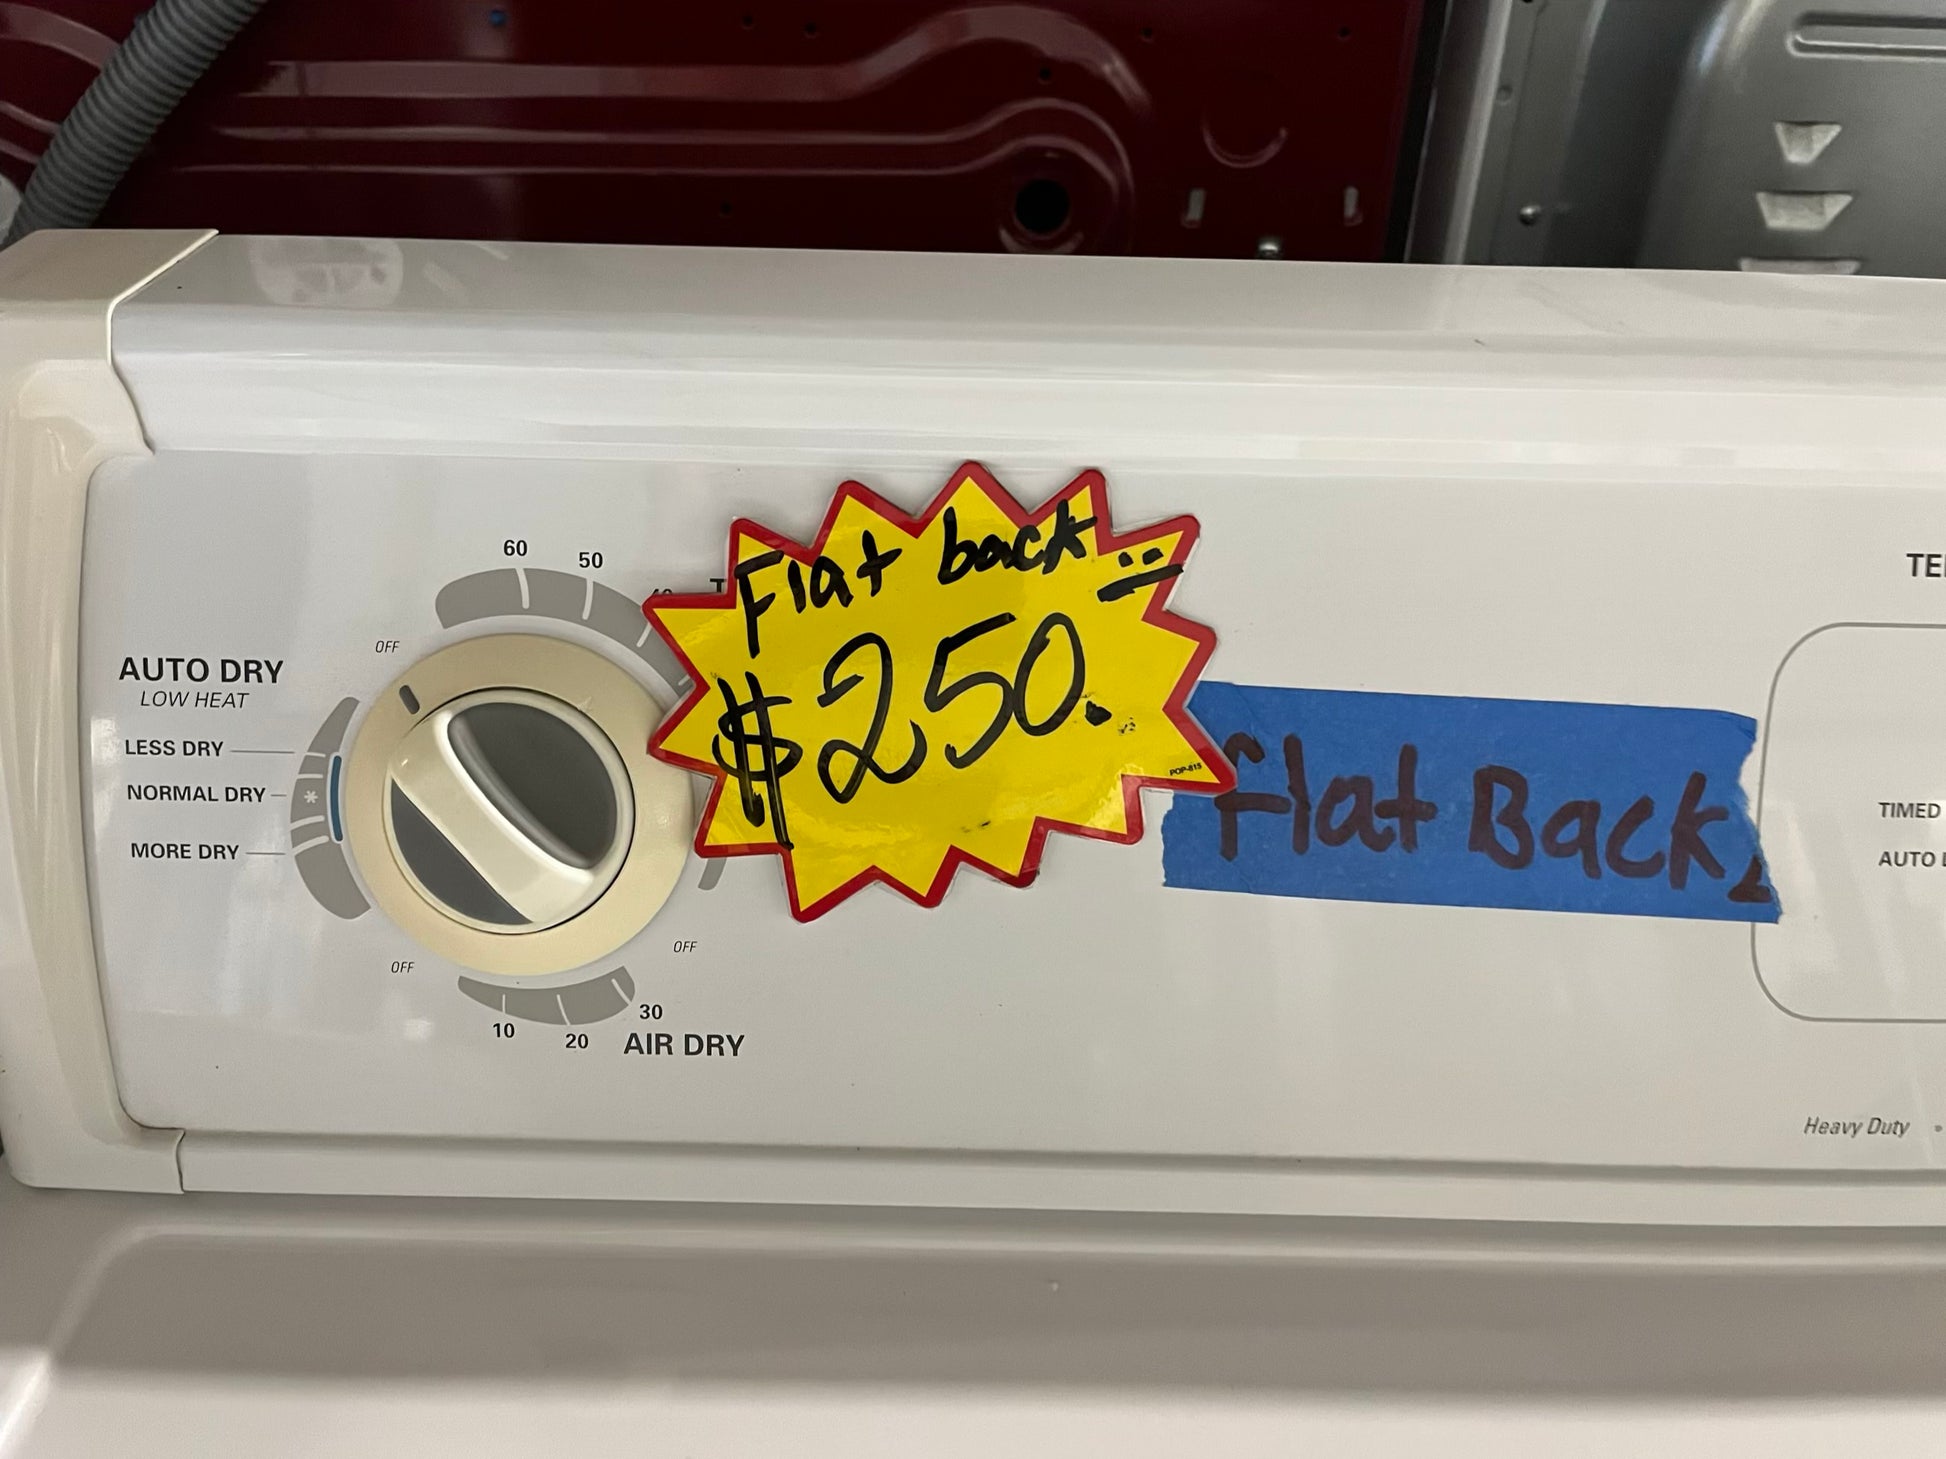 Flat back
$250.
POP-815
Flat Back
60
50
OFF
AUTO DRY
LOW HEAT
LESS DRY
NORMAL DRY
*
MORE DRY
OFF
OFF
10
20
30
AIR DRY
TIMED
AUTO
Heavy Duty •